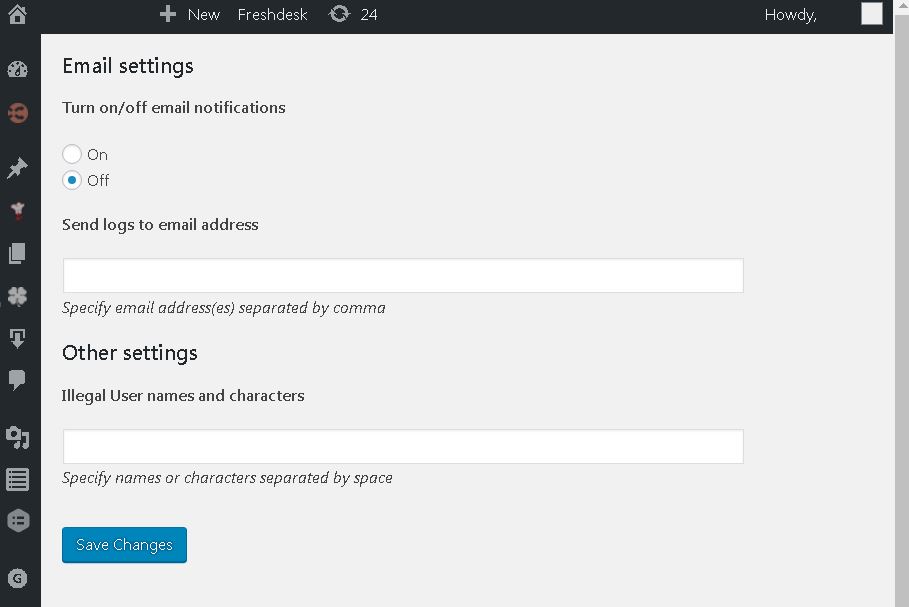 New Freshdesk 24 Howdy,
Email settings
Turn on/off email notifications
On
Off
Send logs to email address
Specify email address(es) separated by comma
Other settings
Illegal User names and characters
Specify names or characters separated by space
Save Changes
G